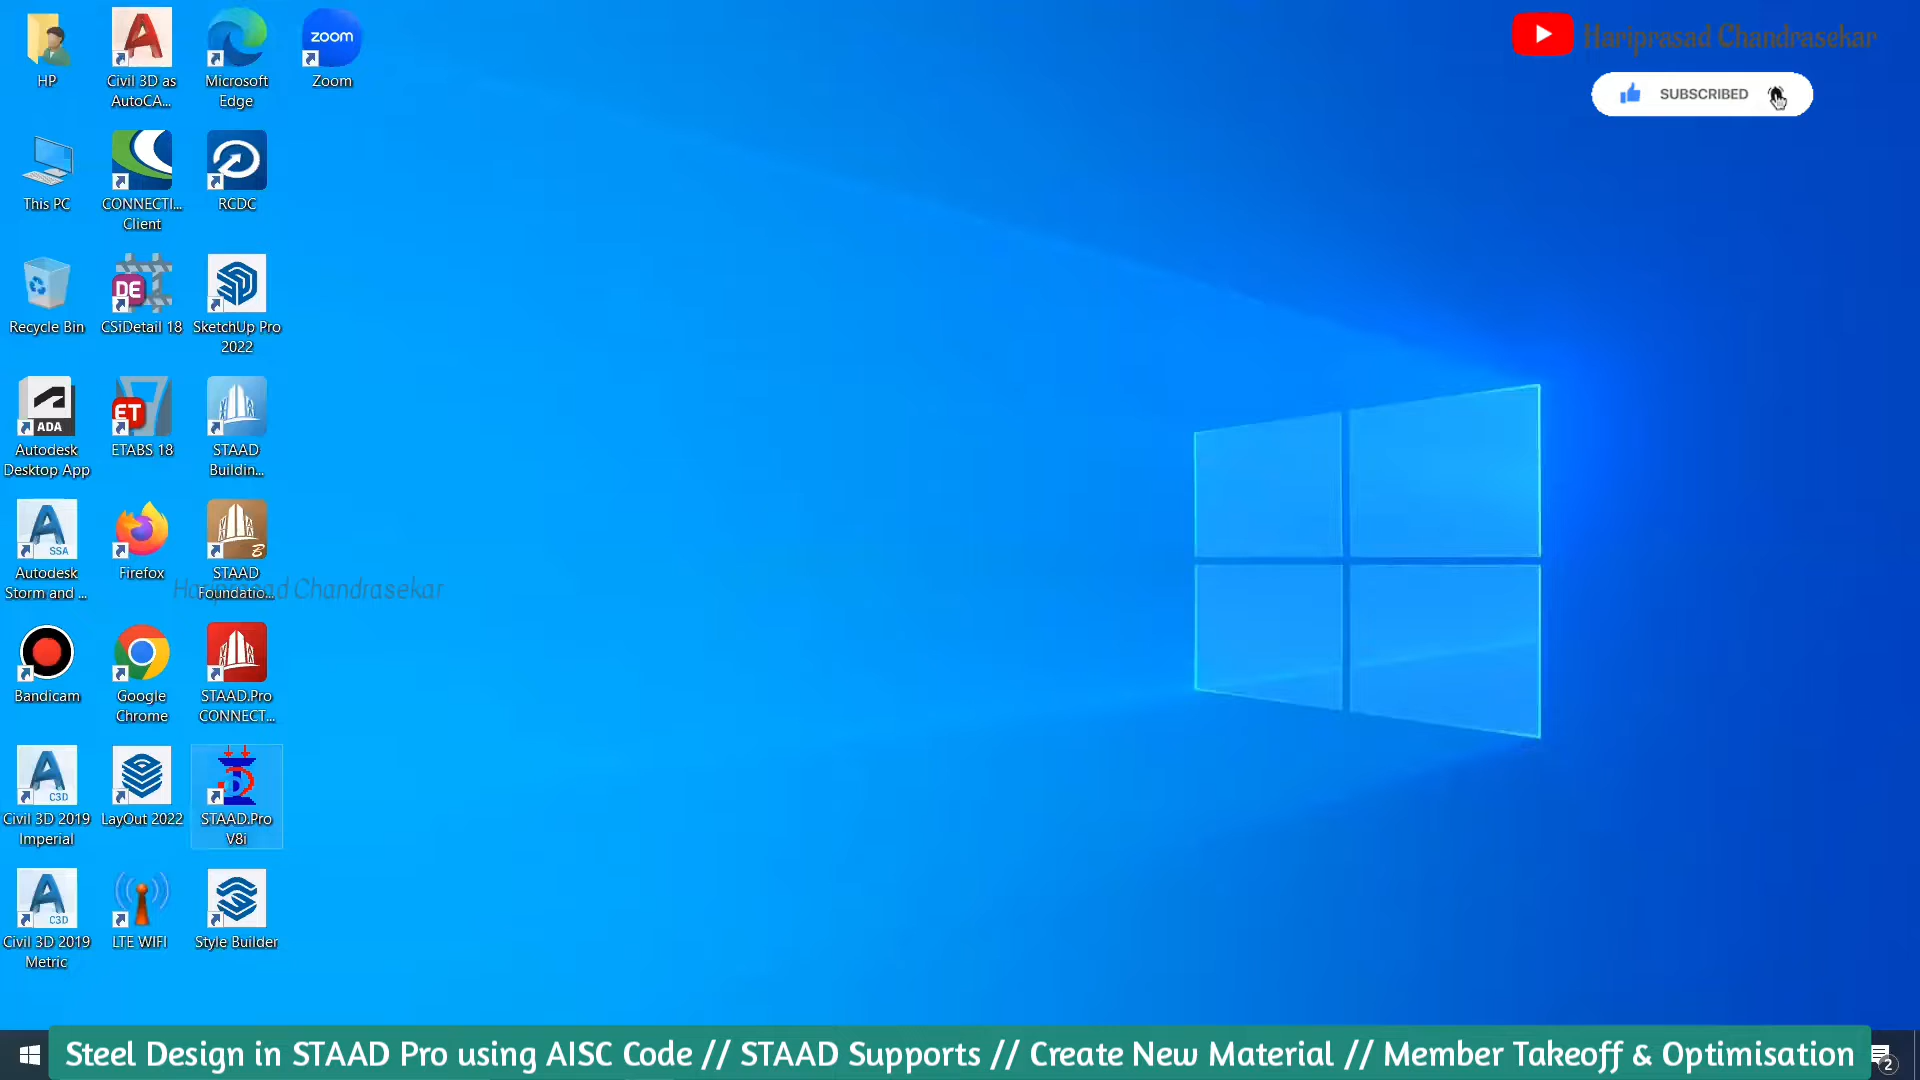 HP
Civil 3D as
AutoCA...
Microsoft
Edge
zoom
Zoom
Hariprasad Chandrasekar
SUBSCRIBED
This PC
CONNECTI...
Client
RCDC
Recycle Bin
DE
CSiDetail 18
SketchUp Pro
2022
ADA
Autodesk
Desktop App
ET
ETABS 18
STAAD
Buildin...
SSA
Autodesk
Storm and ...
Firefox
B
STAAD
Foundatio...
Hariprasad Chandrasekar
Bandicam
Google
Chrome
STAAD.Pro
CONNECT...
C3D
Civil 3D 2019
Imperial
LayOut 2022
STAAD.Pro
V8i
C3D
Civil 3D 2019
Metric
LTE WIFI
Style Builder
Steel Design in STAAD Pro using AISC Code // STAAD Supports // Create New Material // Member Takeoff & Optimisation
2